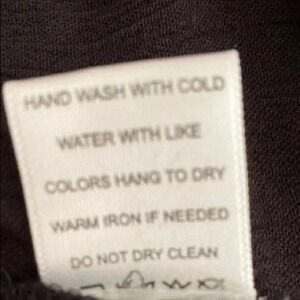 HAND WASH WITH COLD
WATER WITH LIKE
COLORS HANG TO DRY
WARM IRON IF NEEDED
DO NOT DRY CLEAN